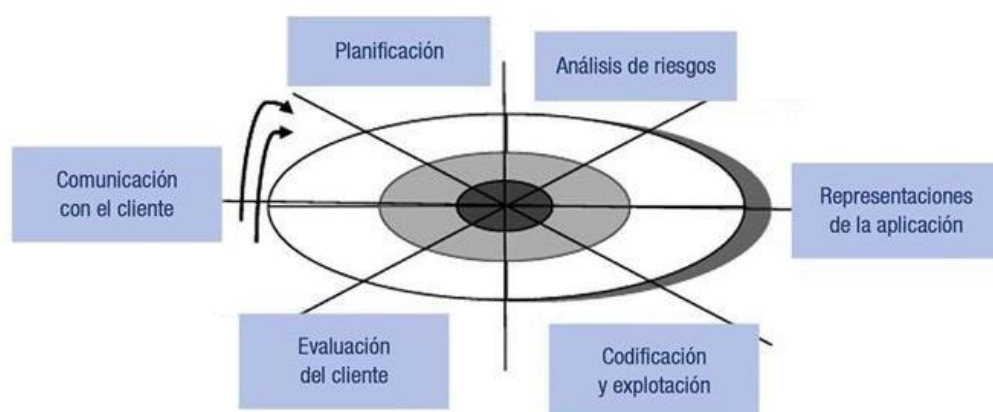 Planificación
Análisis de riesgos
Comunicación
con el cliente
Representaciones
de la aplicación
Evaluación
del cliente
Codificación
y explotación